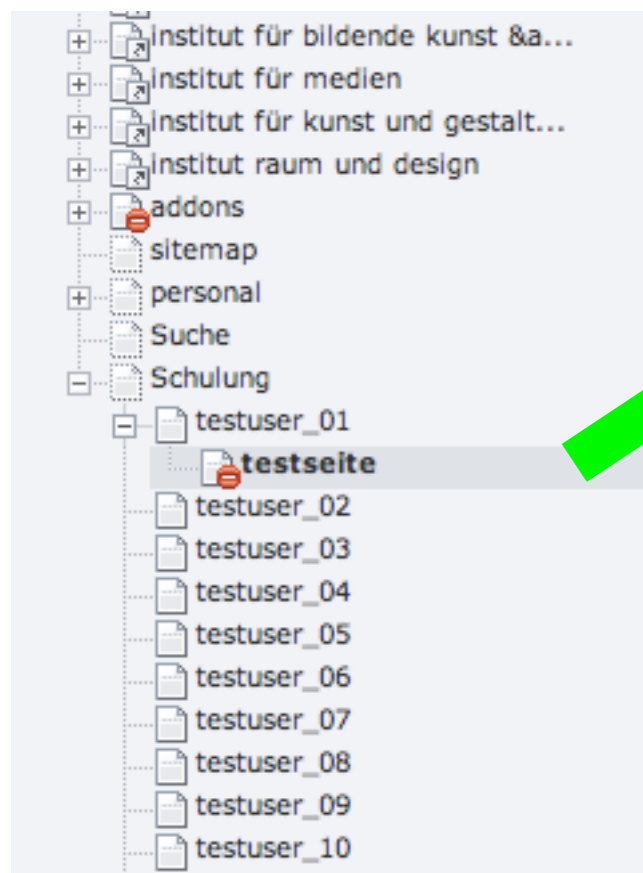 institut für bildende kunst &a...
institut für medien
institut für kunst und gestalt...
institut raum und design
addons
sitemap
personal
Suche
Schulung
testuser_01
testseite
testuser_02
testuser_03
testuser_04
testuser_05
testuser_06
testuser_07
testuser_08
testuser_09
testuser_10